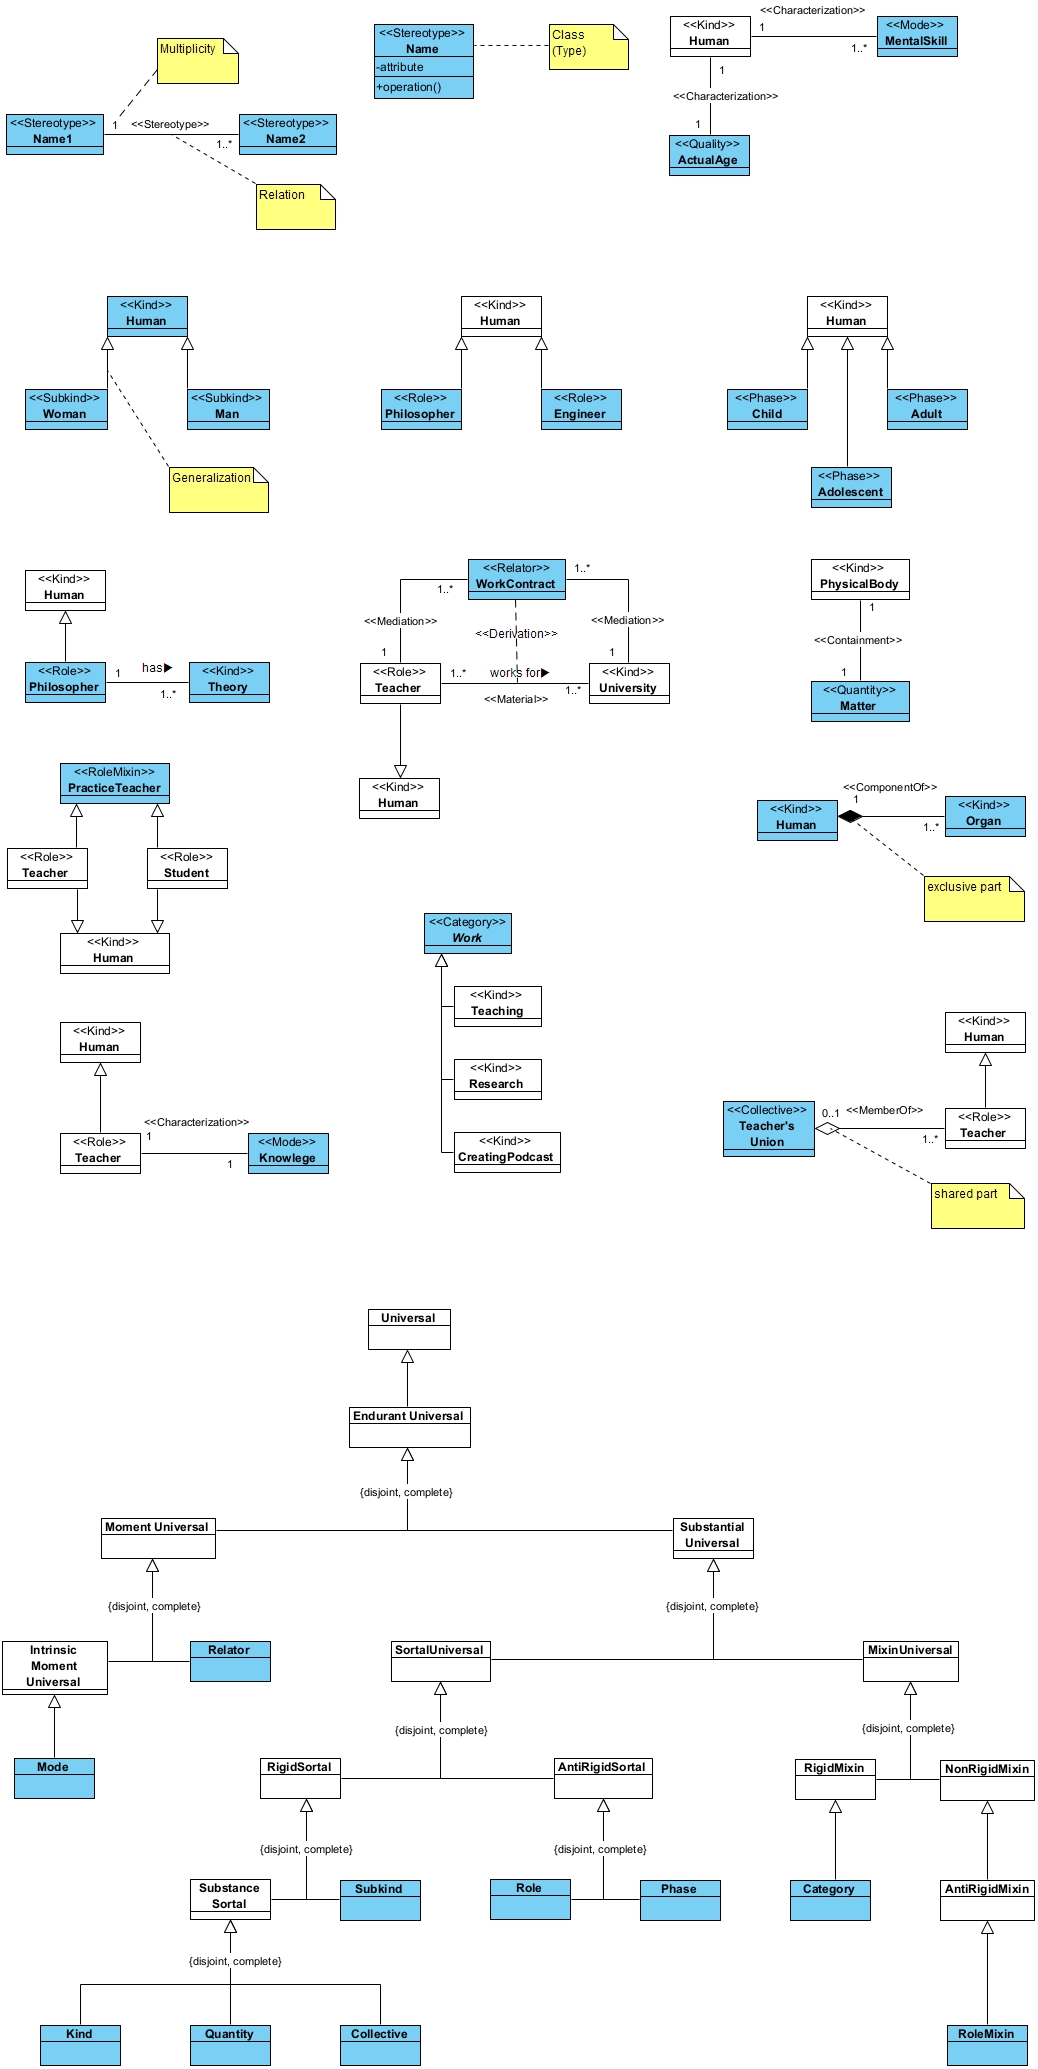 Multiplicity
<<Stereotype>>
Name1
1
<<Stereotype>>
1..*
<<Stereotype>>
Name2
Relation
<<Stereotype>>
Name
-attribute
+operation()
Class
(Type)
<<Kind>>
Human
<<Characterization>>
1
1..*
<<Mode>>
MentalSkill
1
<<Characterization>>
1
<<Quality>>
ActualAge
<<Kind>>
Human
<<Subkind>>
Woman
<<Subkind>>
Man
Generalization
<<Kind>>
Human
<<Role>>
Philosopher
<<Role>>
Engineer
<<Kind>>
Human
<<Phase>>
Child
<<Phase>>
Adult
<<Phase>>
Adolescent
<<Kind>>
Human
<<Role>>
Philosopher
1
has
1..*
<<Kind>>
Theory
<<Relator>>
WorkContract
1..*
1..*
<<Mediation>>
<<Derivation>>
<<Mediation>>
1
1
<<Role>>
Teacher
1..*
works for
1..*
<<Material>>
<<Kind>>
University
<<Kind>>
Human
<<Kind>>
PhysicalBody
1
<<Containment>>
1
<<Quantity>>
Matter
<<RoleMixin>>
PracticeTeacher
<<Role>>
Teacher
<<Role>>
Student
<<Kind>>
Human
<<Kind>>
Human
<<ComponentOf>>
1
1..*
<<Kind>>
Organ
exclusive part
<<Category>>
Work
<<Kind>>
Teaching
<<Kind>>
Research
<<Kind>>
CreatingPodcast
<<Kind>>
Human
<<Role>>
Teacher
<<Characterization>>
1
1
<<Mode>>
Knowlege
<<Kind>>
Human
<<Collective>>
Teacher's
Union
0..1
<<MemberOf>>
1..*
<<Role>>
Teacher
shared part
Universal
Endurant Universal
{disjoint, complete}
Moment Universal
Substantial
Universal
{disjoint, complete}
{disjoint, complete}
Intrinsic
Moment
Universal
Relator
SortalUniversal
MixinUniversal
{disjoint, complete}
{disjoint, complete}
Mode
RigidSortal
AntiRigidSortal
RigidMixin
NonRigidMixin
{disjoint, complete}
{disjoint, complete}
Substance
Sortal
Subkind
Role
Phase
Category
AntiRigidMixin
{disjoint, complete}
Kind
Quantity
Collective
RoleMixin